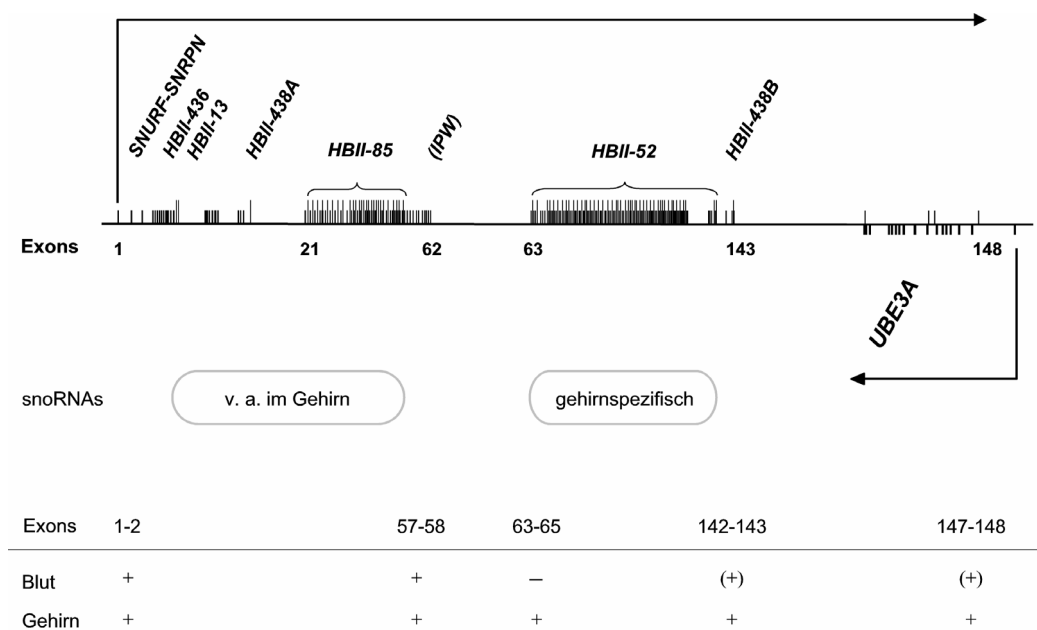 SNURF-SNRPN
HBII-436
HBII-13
HBII-438A
HBII-85
(IPW)
HBII-52
HBII-438B
Exons 1 21 62 63 143 148
UBE3A
snoRNAs v. a. im Gehirn gehirnspezifisch
Exons 1-2 57-58 63-65 142-143 147-148
Blut + + – (+) (+)
Gehirn + + + + +